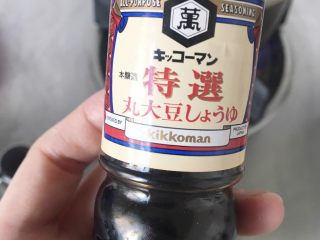 ALL-PURPOSE SEASONING
萬
キッコーマン
本醸造
特選
丸大豆しょうゆ
kikkoman